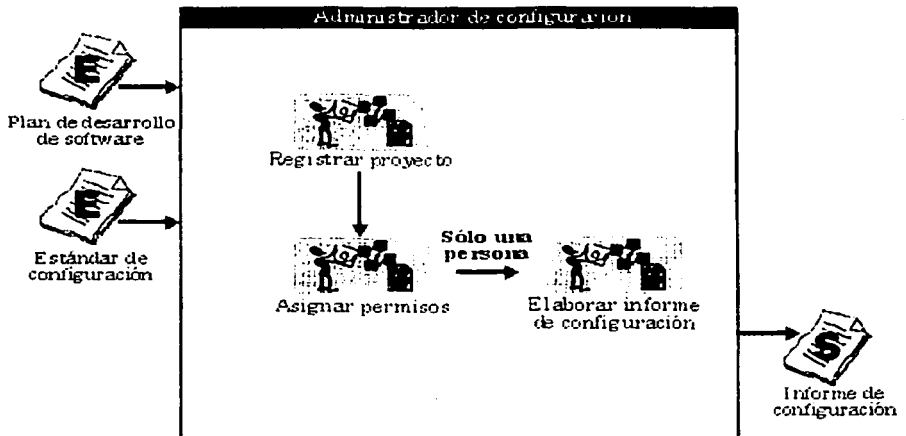 Administrador de configuración
E
Plan de desarrollo
de software
Registrar proyecto
E
Estándar de
configuración
Sólo una
persona
Asignar permisos
Elaborar informe
de configuración
S
Informe de
configuración